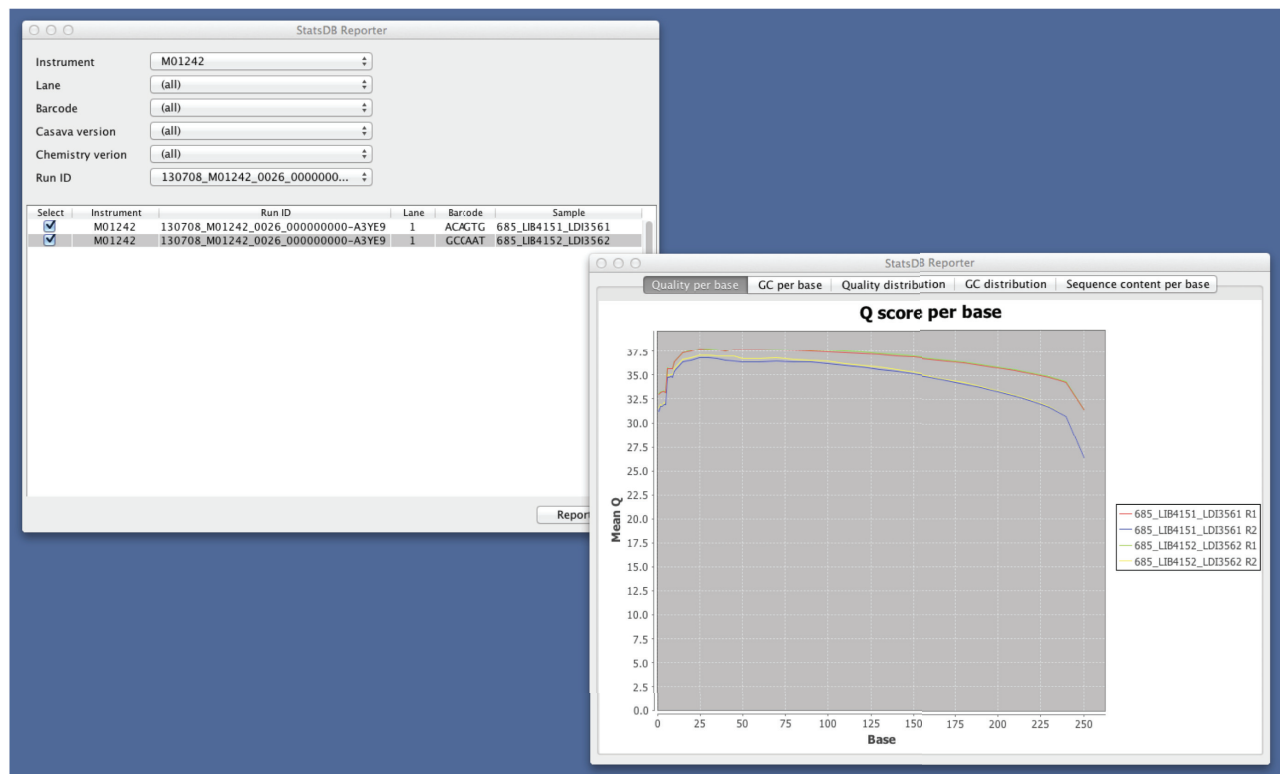 StatsDB Reporter
Instrument M01242
Lane (all)
Barcode (all)
Casava version (all)
Chemistry verion (all)
Run ID 130708_M01242_0026_0000000...
Select Instrument Run ID Lane Barcode Sample
M01242 130708_M01242_0026_000000000-A3YE9 1 ACAGTG 685_LIB4151_LDI3561
M01242 130708_M01242_0026_000000000-A3YE9 1 GCCAAT 685_LIB4152_LDI3562
Report
StatsDB Reporter
Quality per base GC per base Quality distribution GC distribution Sequence content per base
Q score per base
37.5
35.0
32.5
30.0
27.5
25.0
22.5
20.0
17.5
15.0
12.5
10.0
7.5
5.0
2.5
0.0
Mean Q
0 25 50 75 100 125 150 175 200 225 250
Base
685_LIB4151_LDI3561 R1
685_LIB4151_LDI3561 R2
685_LIB4152_LDI3562 R1
685_LIB4152_LDI3562 R2